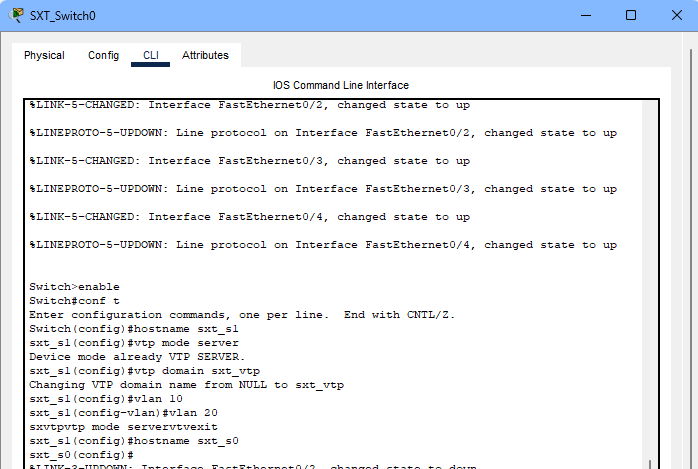 SXT_Switch0
Physical Config CLI Attributes
IOS Command Line Interface
%LINK-5-CHANGED: Interface FastEthernet0/2, changed state to up
%LINEPROTO-5-UPDOWN: Line protocol on Interface FastEthernet0/2, changed state to up
%LINK-5-CHANGED: Interface FastEthernet0/3, changed state to up
%LINEPROTO-5-UPDOWN: Line protocol on Interface FastEthernet0/3, changed state to up
%LINK-5-CHANGED: Interface FastEthernet0/4, changed state to up
%LINEPROTO-5-UPDOWN: Line protocol on Interface FastEthernet0/4, changed state to up
Switch>enable
Switch#conf t
Enter configuration commands, one per line.  End with CNTL/Z.
Switch(config)#hostname sxt_s1
sxt_s1(config)#vtp mode server
Device mode already VTP SERVER.
sxt_s1(config)#vtp domain sxt_vtp
Changing VTP domain name from NULL to sxt_vtp
sxt_s1(config)#vlan 10
sxt_s1(config-vlan)#vlan 20
sxvtpvtp mode servervtvexit
sxt_s1(config)#hostname sxt_s0
sxt_s0(config)#
%LINK-3-UPDOWN: Interface FastEthernet0/2, changed state to down